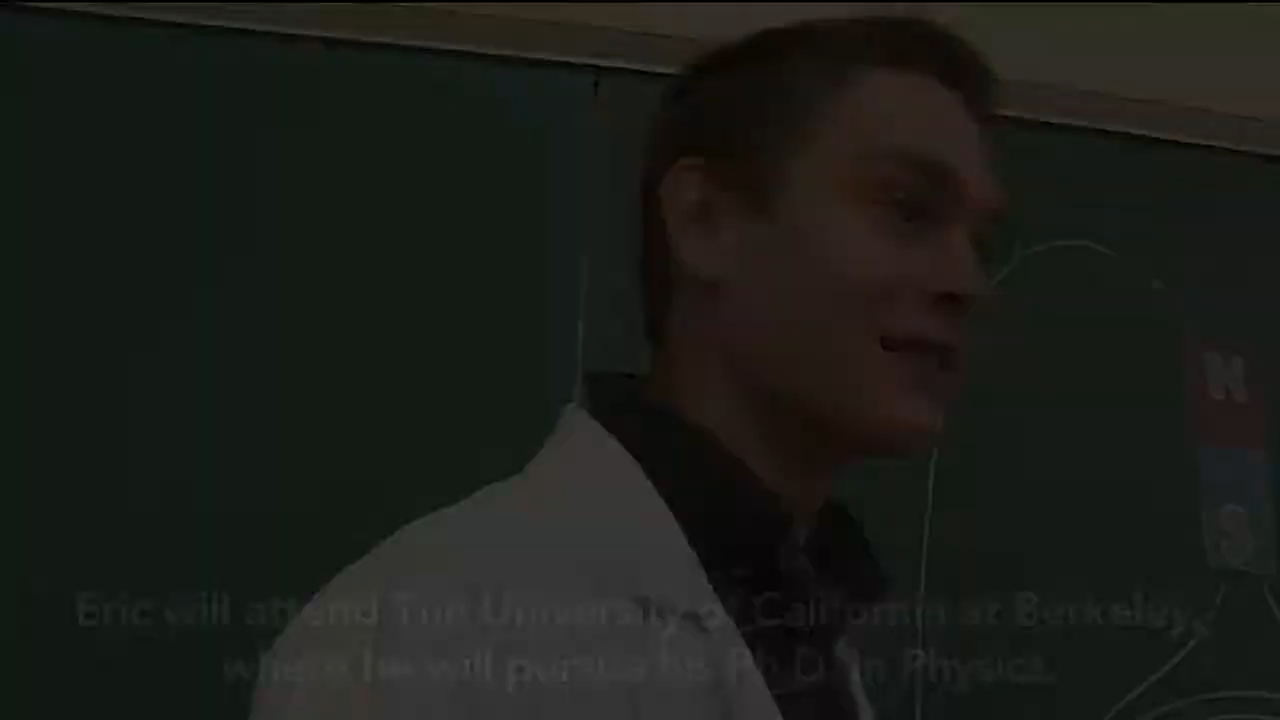 Eric will attend The University of California at Berkeley,
where he will pursue his Ph.D. in Physics.
N
S